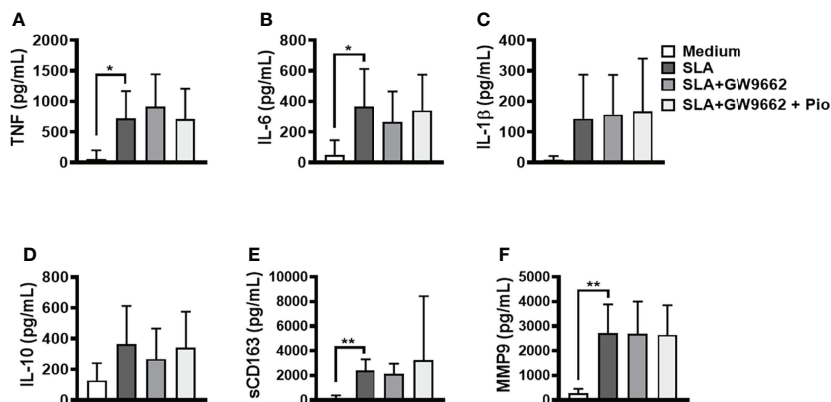 A
TNF (pg/mL)
2000
1500
1000
500
0
*
B
IL-6 (pg/mL)
800
600
400
200
0
*
C
IL-1β (pg/mL)
400
300
200
100
0
Medium
SLA
SLA+GW9662
SLA+GW9662 + Pio
D
IL-10 (pg/mL)
800
600
400
200
0
E
sCD163 (pg/mL)
10000
8000
6000
4000
2000
0
**
F
MMP9 (pg/mL)
5000
4000
3000
2000
1000
0
**